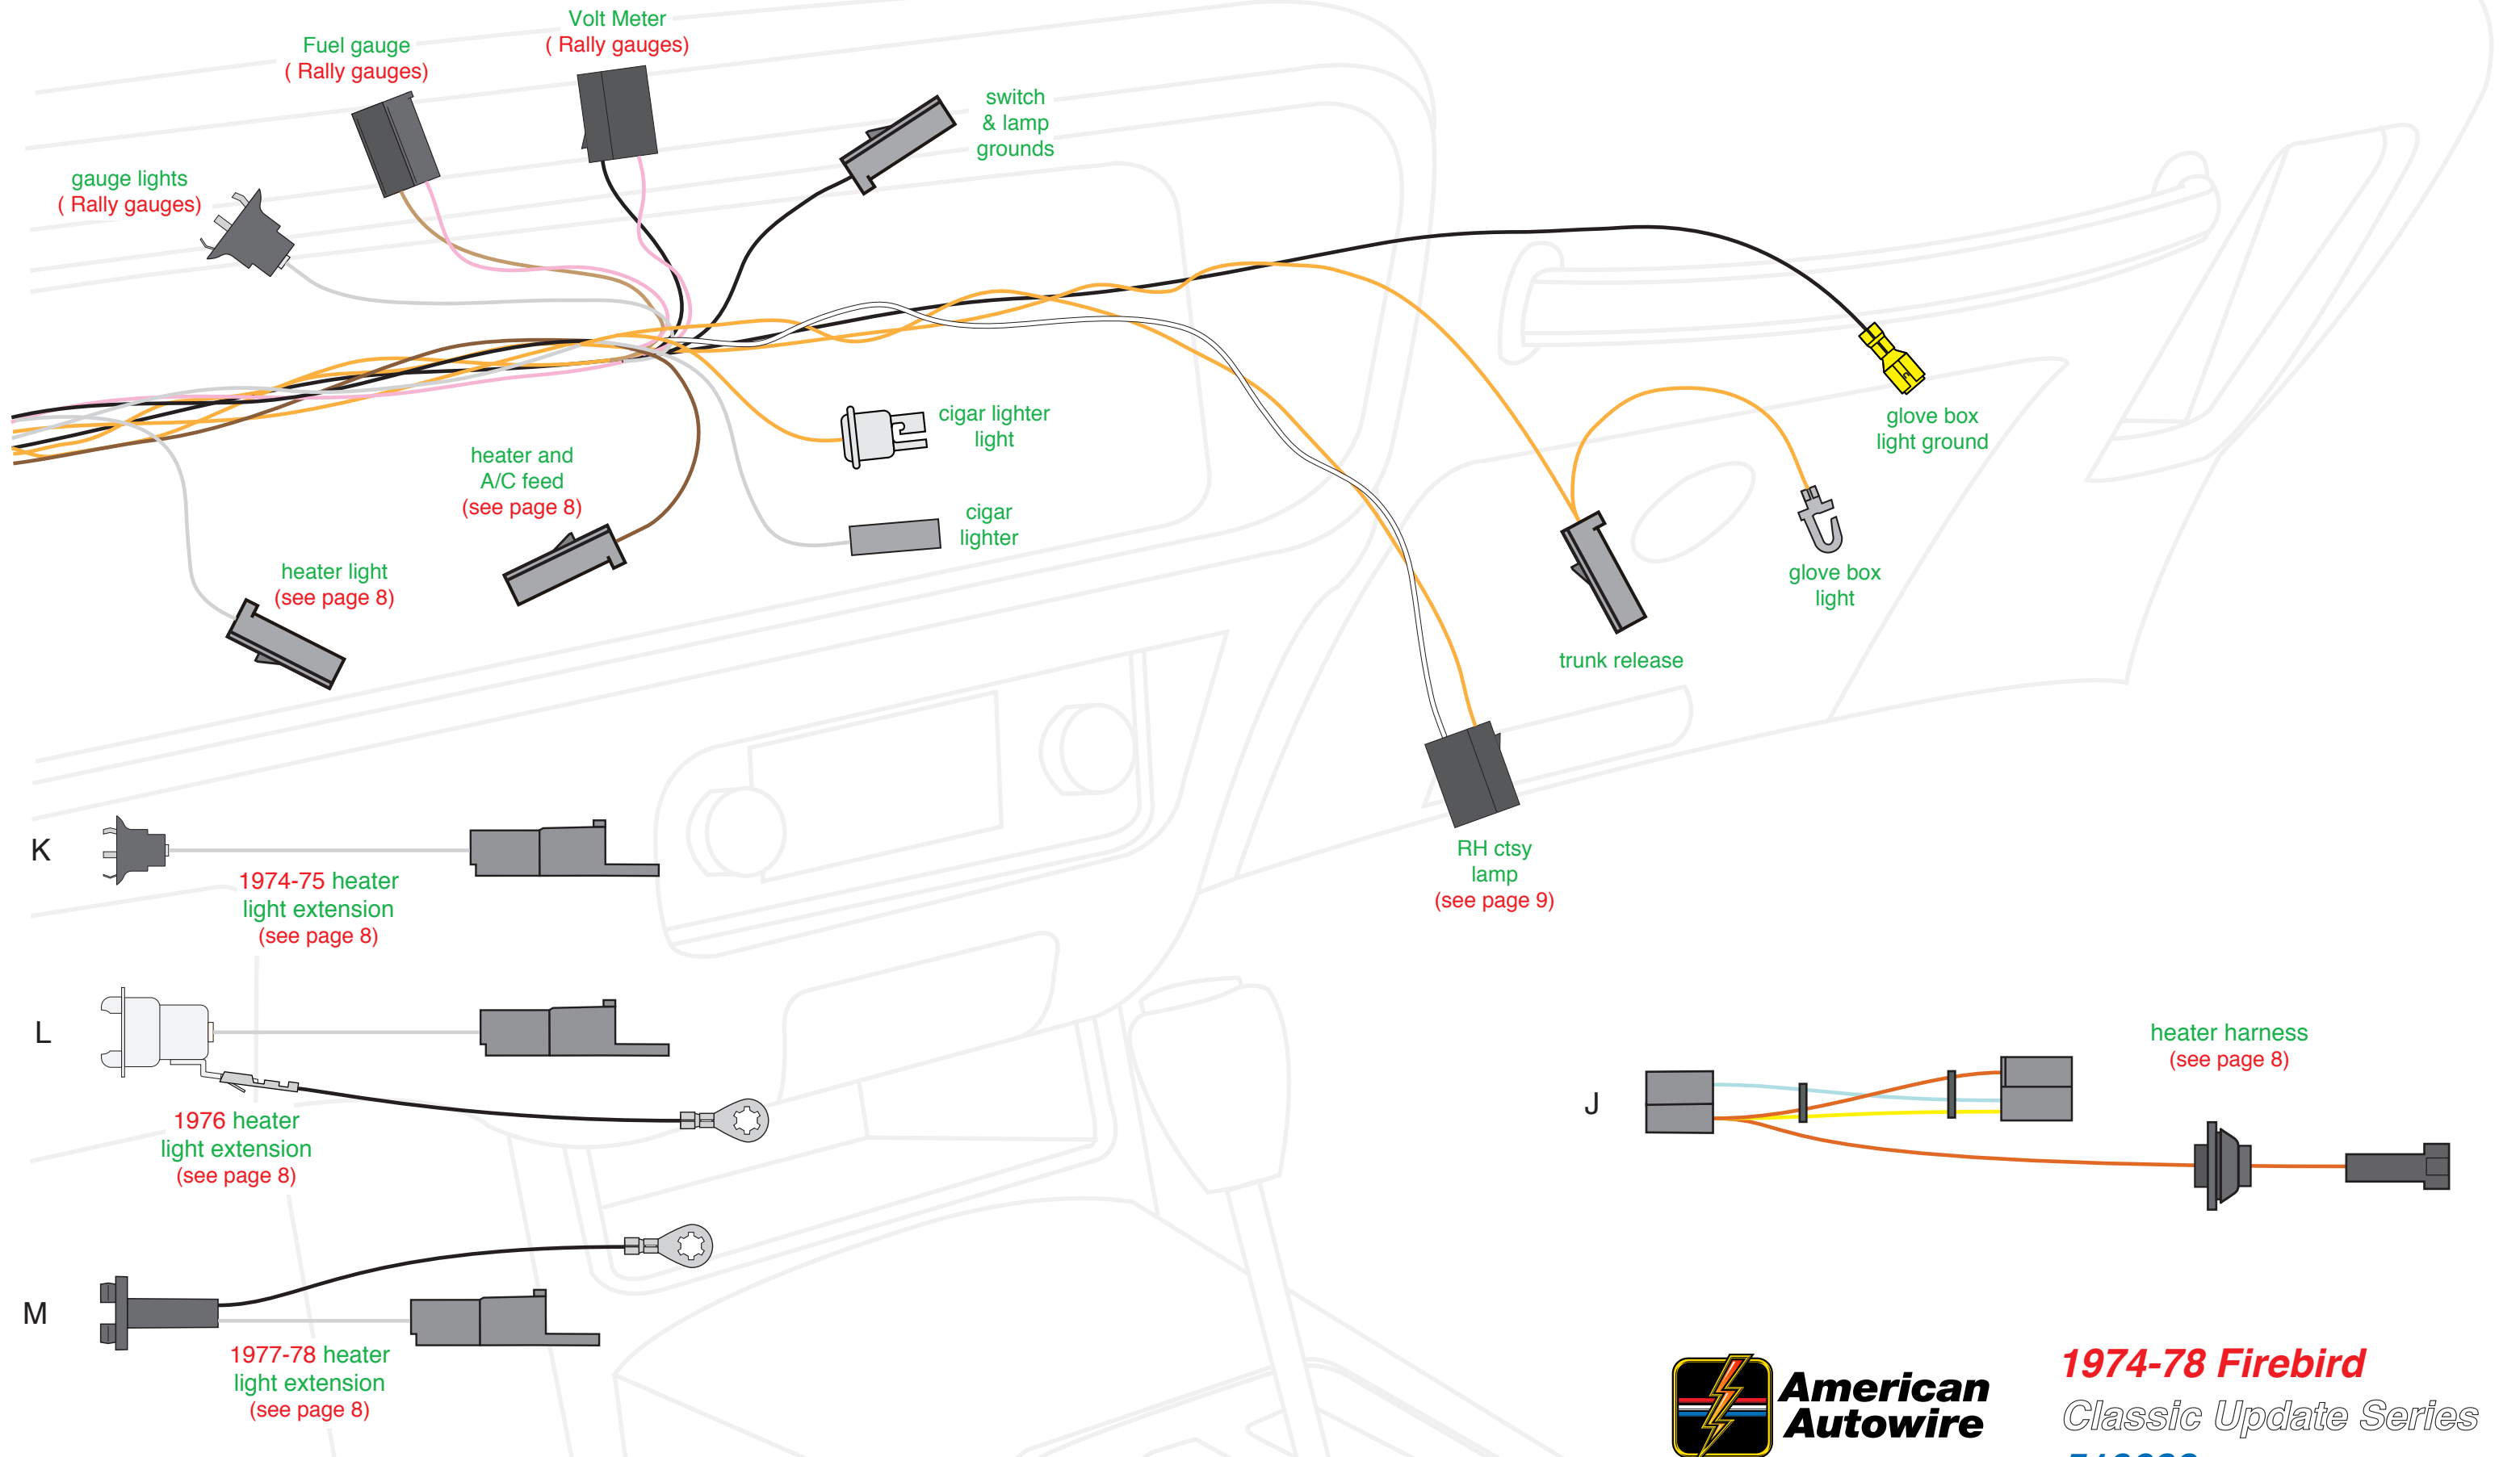 Volt Meter
( Rally gauges)
Fuel gauge
( Rally gauges)
switch
& lamp
grounds
gauge lights
( Rally gauges)
cigar lighter
light
glove box
light ground
heater and
A/C feed
(see page 8)
cigar
lighter
heater light
(see page 8)
glove box
light
trunk release
RH ctsy
lamp
(see page 9)
K
1974-75 heater
light extension
(see page 8)
L
1976 heater
light extension
(see page 8)
heater harness
(see page 8)
J
M
1977-78 heater
light extension
(see page 8)
American
Autowire
1974-78 Firebird
Classic Update Series